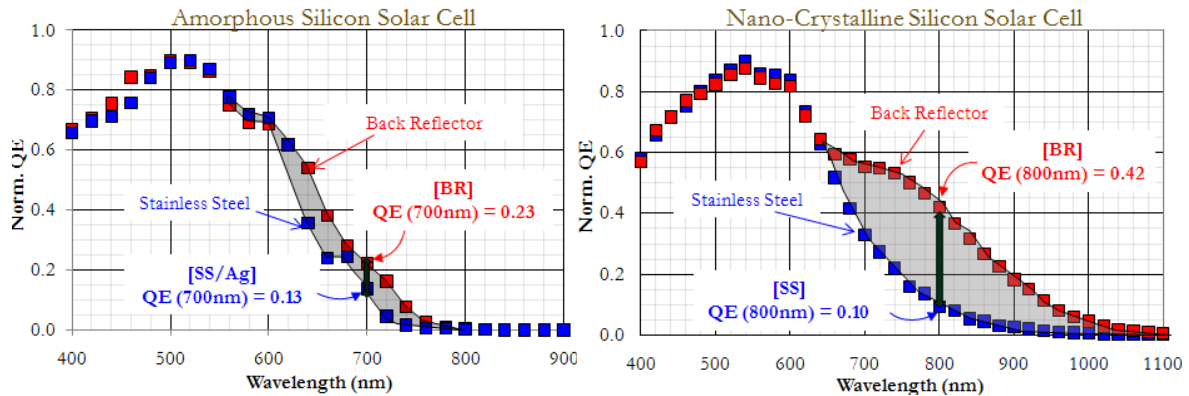 Amorphous Silicon Solar Cell
Norm. QE
1.0
0.8
0.6
0.4
0.2
0.0
Back Reflector
[BR]
QE (700nm) = 0.23
Stainless Steel
[SS/Ag]
QE (700nm) = 0.13
400 500 600 700 800 900
Wavelength (nm)
Nano-Crystalline Silicon Solar Cell
Norm. QE
1.0
0.8
0.6
0.4
0.2
0.0
Back Reflector
[BR]
QE (800nm) = 0.42
Stainless Steel
[SS]
QE (800nm) = 0.10
400 500 600 700 800 900 1000 1100
Wavelength (nm)